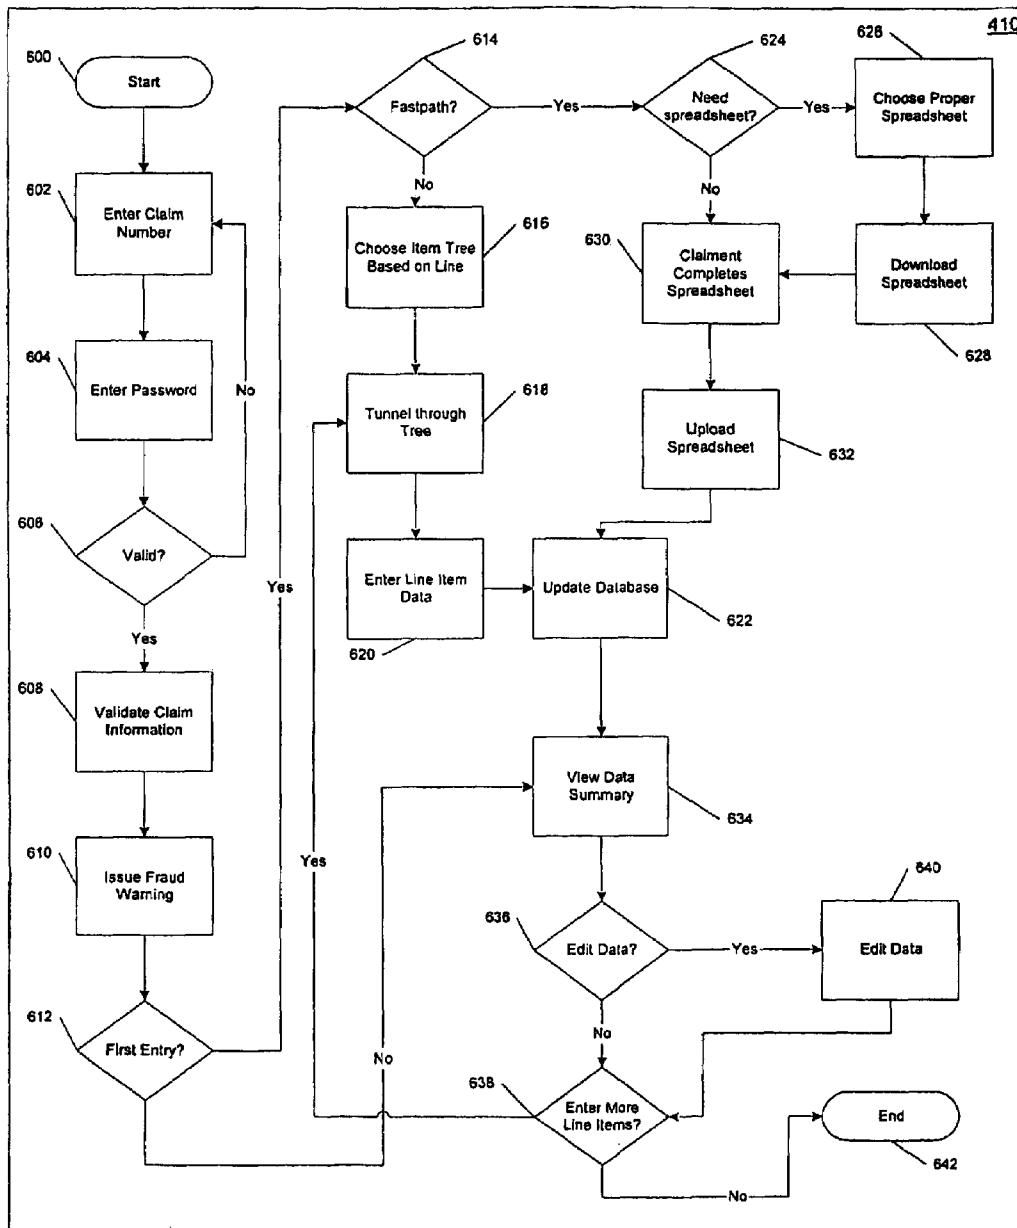 410
600
Start
602
Enter Claim
Number
604
Enter Password
No
606
Valid?
Yes
608
Validate Claim
Information
610
Issue Fraud
Warning
612
First Entry?
Yes
No
614
Fastpath?
Yes
No
616
Choose Item Tree
Based on Line
618
Tunnel through
Tree
Enter Line Item
Data
620
624
Need
spreadsheet?
Yes
No
628
Choose Proper
Spreadsheet
630
Claiment
Completes
Spreadsheet
Download
Spreadsheet
628
Upload
Spreadsheet
632
Update Database
622
View Data
Summary
634
636
Edit Data?
Yes
No
640
Edit Data
638
Enter More
Line Items?
Yes
No
End
642